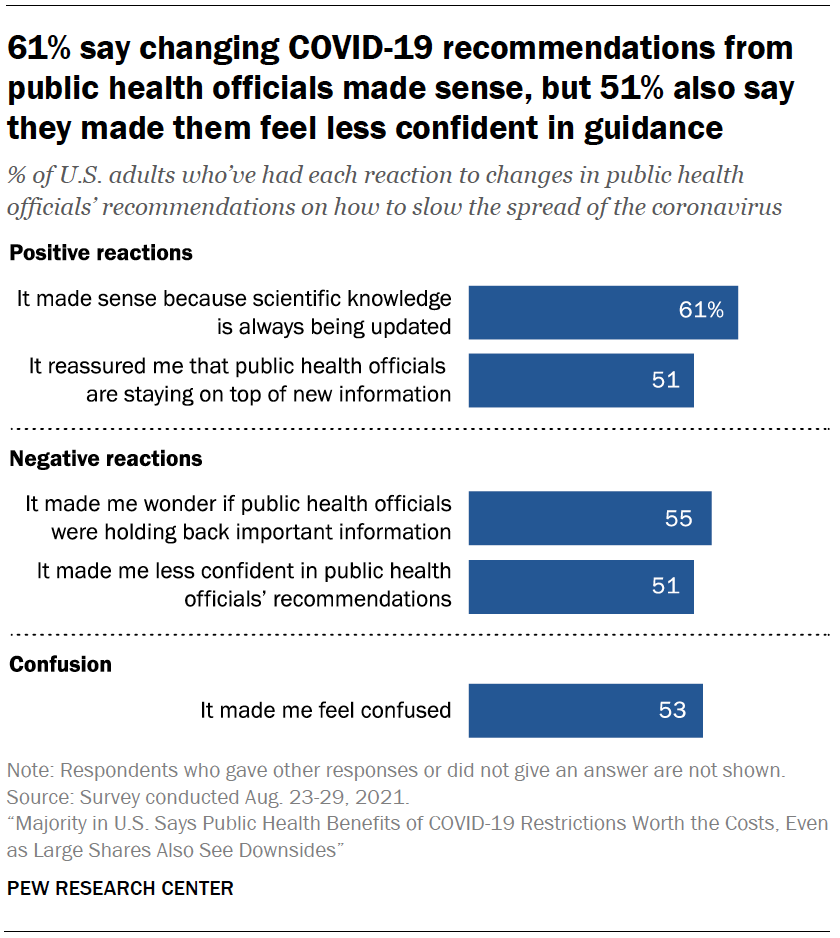 61% say changing COVID-19 recommendations from
public health officials made sense, but 51% also say
they made them feel less confident in guidance
% of U.S. adults who’ve had each reaction to changes in public health
officials’ recommendations on how to slow the spread of the coronavirus
Positive reactions
It made sense because scientific knowledge
is always being updated
61%
It reassured me that public health officials
are staying on top of new information
51
Negative reactions
It made me wonder if public health officials
were holding back important information
55
It made me less confident in public health
officials’ recommendations
51
Confusion
It made me feel confused
53
Note: Respondents who gave other responses or did not give an answer are not shown.
Source: Survey conducted Aug. 23-29, 2021.
“Majority in U.S. Says Public Health Benefits of COVID-19 Restrictions Worth the Costs, Even
as Large Shares Also See Downsides”
PEW RESEARCH CENTER